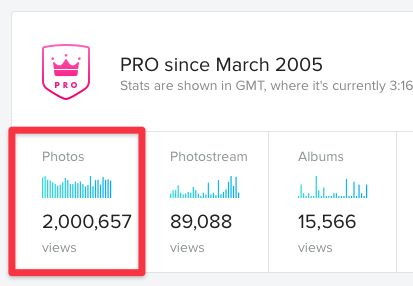 PRO
PRO since March 2005
Stats are shown in GMT, where it's currently 3:16
Photos
2,000,657
views
Photostream
89,088
views
Albums
15,566
views